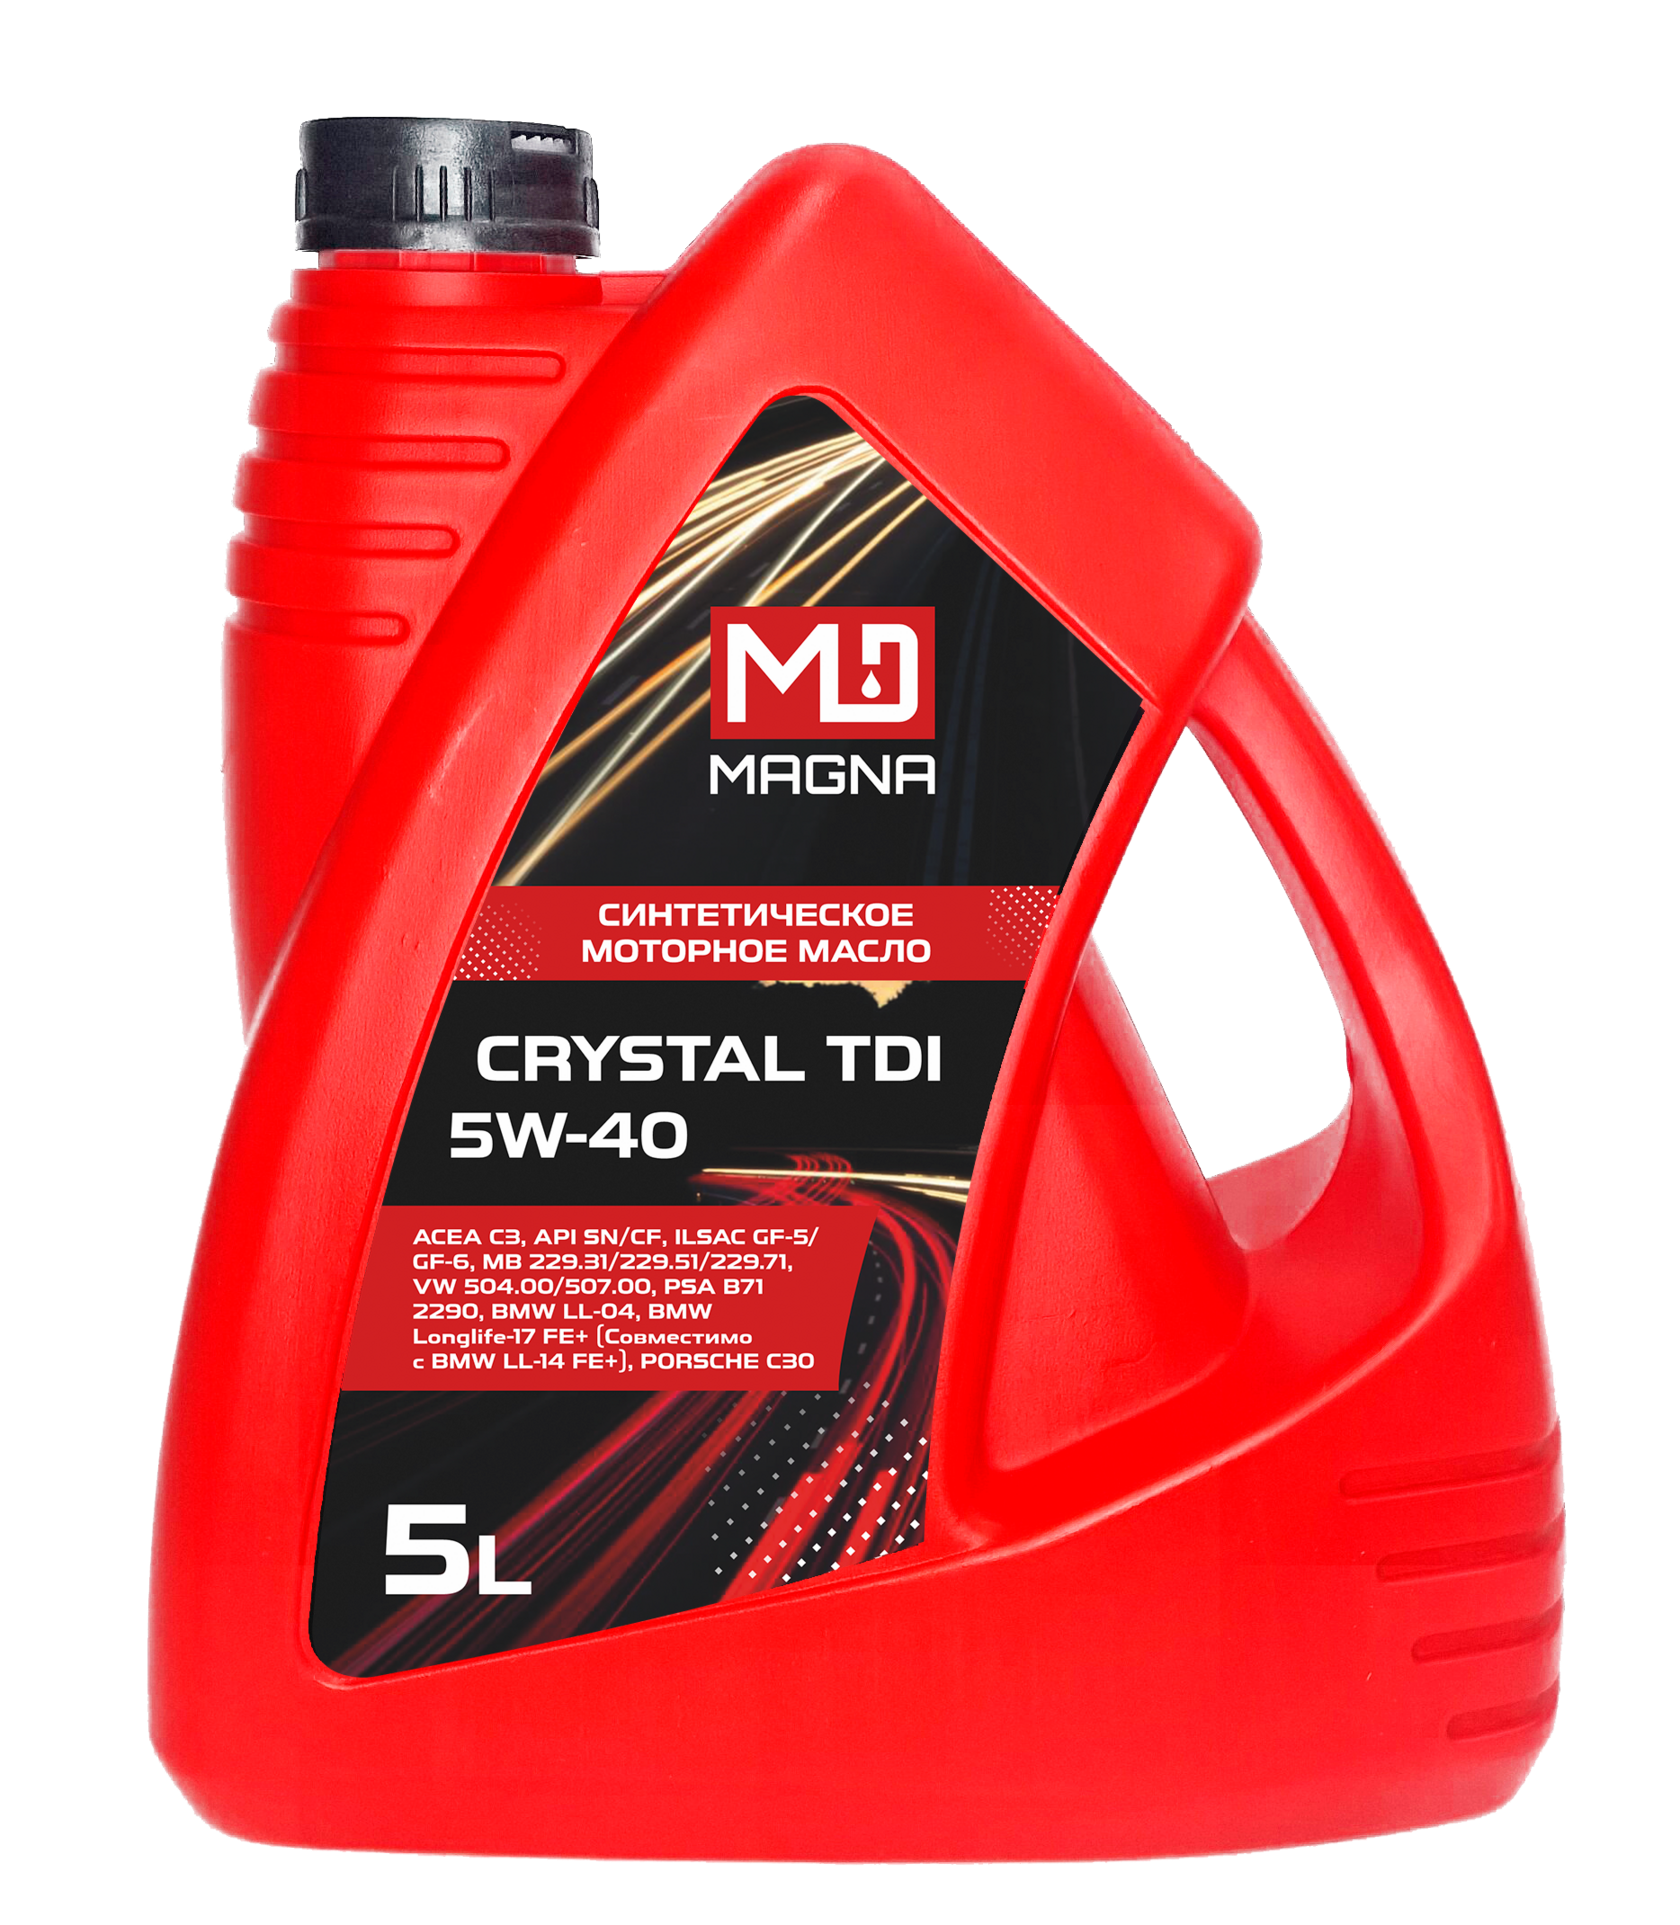 MD
MAGNA
СИНТЕТИЧЕСКОЕ
МОТОРНОЕ МАСЛО
CRYSTAL TDI
5W-40
ACEA C3, API SN/CF, ILSAC GF-5/
GF-6, MB 229.31/229.51/229.71,
VW 504.00/507.00, PSA B71
2290, BMW LL-04, BMW
Longlife-17 FE+ (Совместимо
с BMW LL-14 FE+), PORSCHE C30
5L